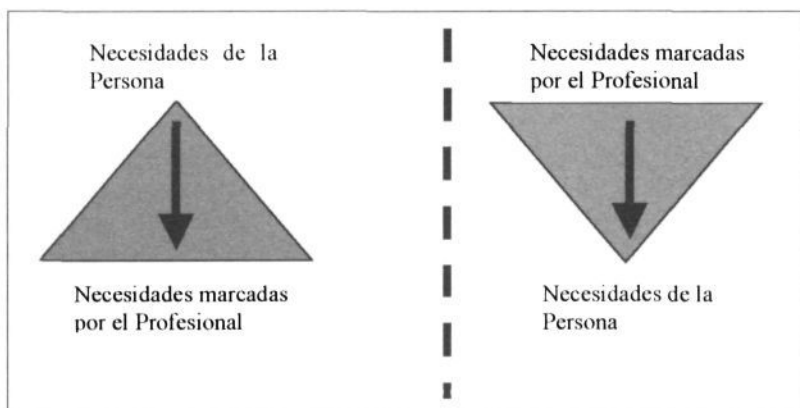 Necesidades de la
Persona
Necesidades marcadas
por el Profesional
Necesidades marcadas
por el Profesional
Necesidades de la
Persona